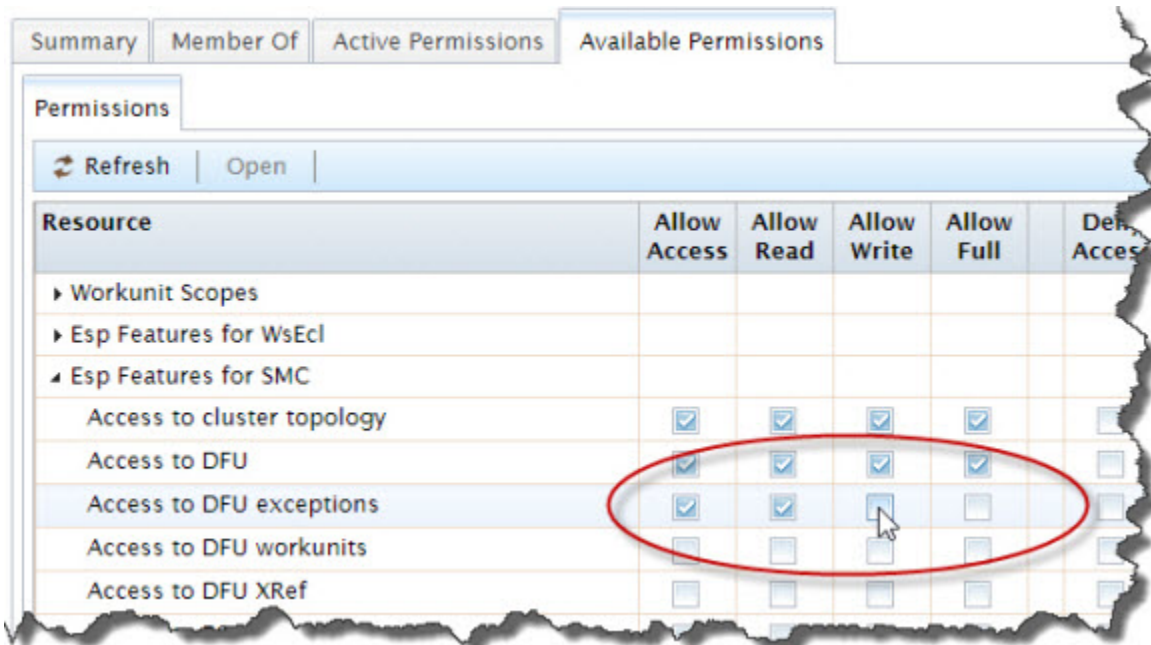 Summary Member Of Active Permissions Available Permissions
Permissions
Refresh Open
Resource Allow Access Allow Read Allow Write Allow Full
Workunit Scopes
Esp Features for WsEcl
Esp Features for SMC
Access to cluster topology
Access to DFU
Access to DFU exceptions
Access to DFU workunits
Access to DFU XRef